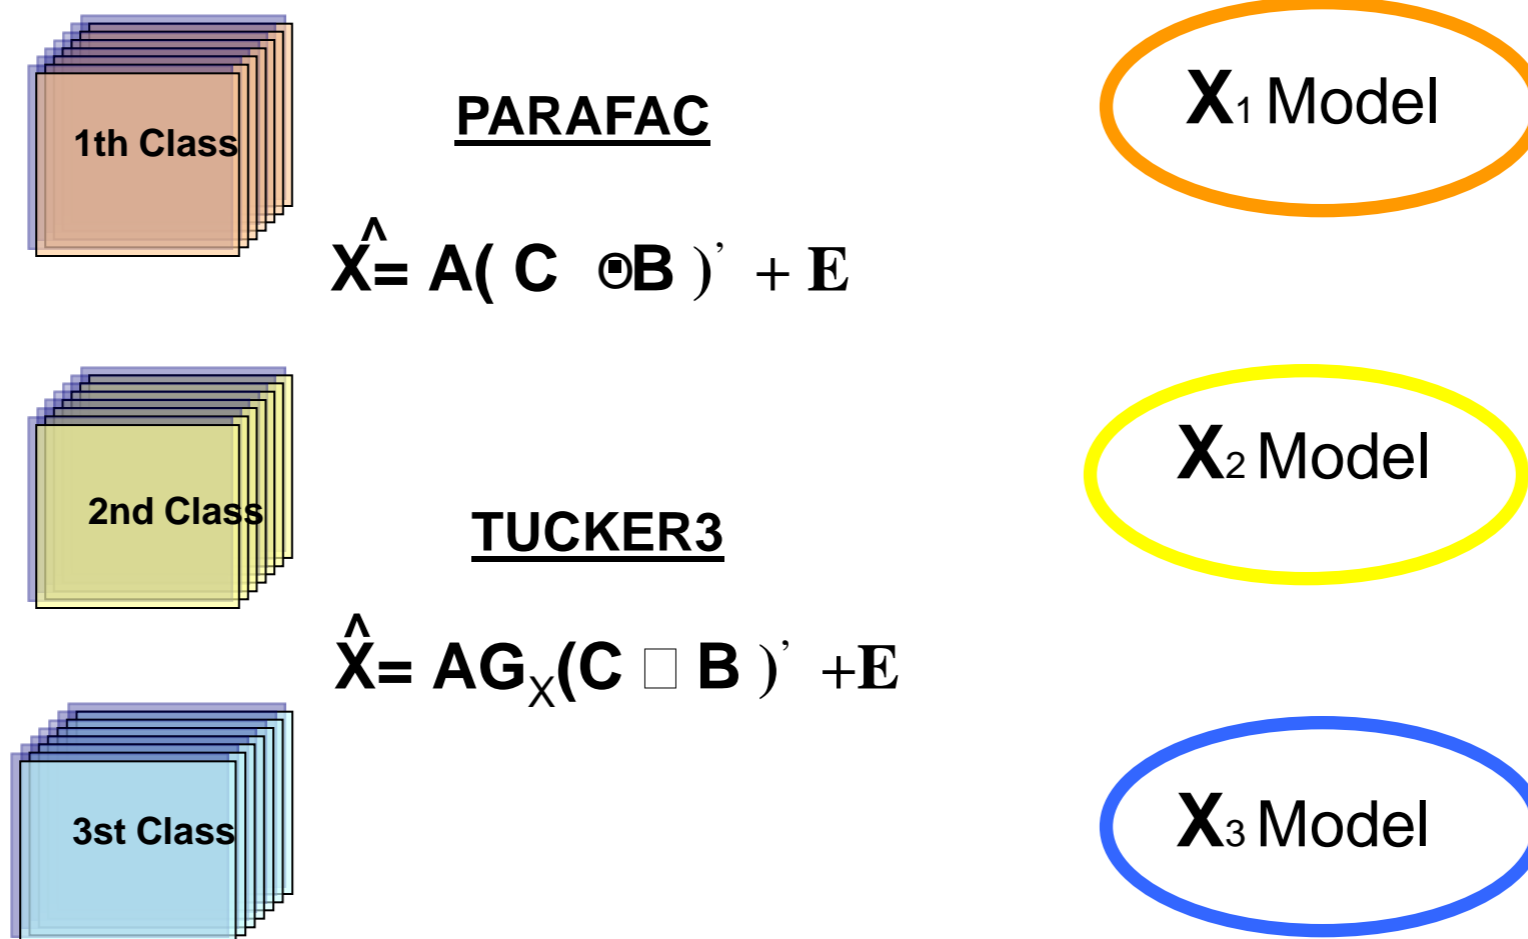 1th Class
PARAFAC
X̂= A( C ⊙B )’ + E
X1 Model
2nd Class
TUCKER3
X̂= AGX(C □ B )’ +E
X2 Model
3st Class
X3 Model